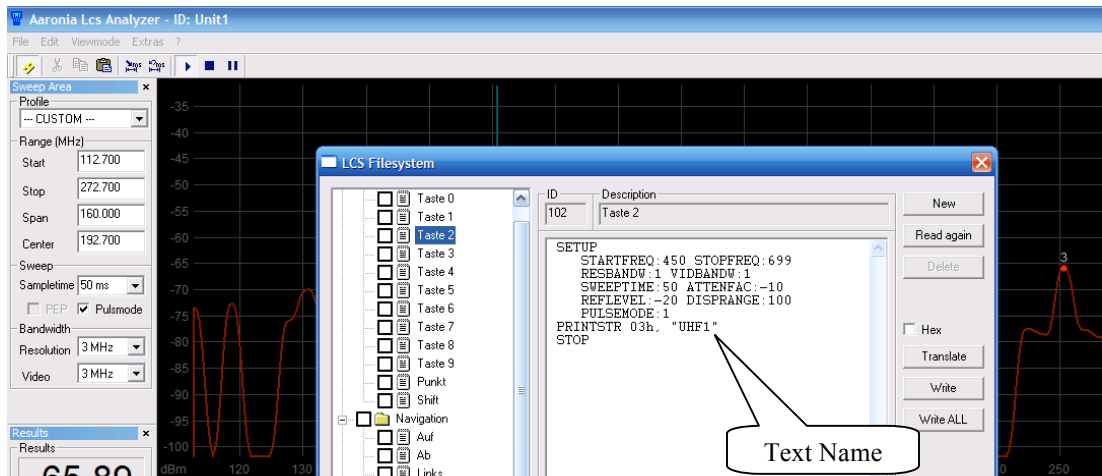 Aaronia Lcs Analyzer - ID: Unit1
File Edit Viewmode Extras ?
Sweep Area
Profile
--- CUSTOM ---
Range (MHz)
Start 112.700
Stop 272.700
Span 160.000
Center 192.700
Sweep
Sampletime 50 ms
PEP Pulsmode
Bandwidth
Resolution 3 MHz
Video 3 MHz
Results
Results
-35
-40
-45
-50
-55
-60
-65
-70
-75
-80
-85
-90
-95
-100
dBm 120 130
3
250
LCS Filesystem
Taste 0
Taste 1
Taste 2
Taste 3
Taste 4
Taste 5
Taste 6
Taste 7
Taste 8
Taste 9
Punkt
Shift
Navigation
Auf
Ab
Links
ID
102
Description
Taste 2
SETUP
STARTFREQ:450 STOPFREQ:699
RESBANDW:1 VIDBANDW:1
SWEEPTIME:50 ATTENFAC:-10
REFLEVEL:-20 DISPRANGE:100
PULSEMODE:1
PRINTSTR 03h, "UHF1"
STOP
Text Name
New
Read again
Delete
Hex
Translate
Write
Write ALL